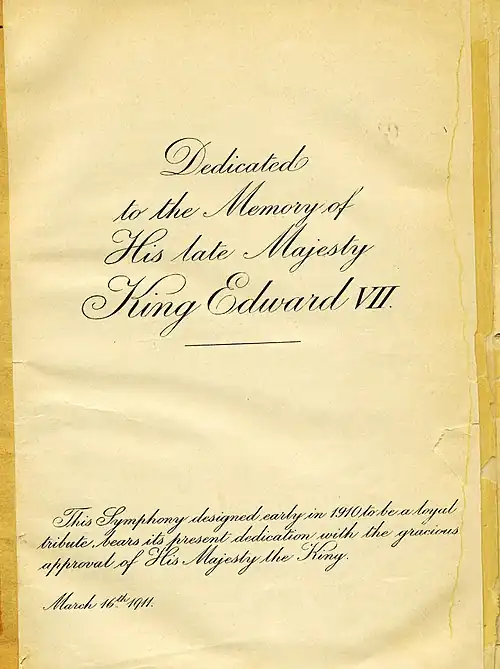 Dedicated
to the Memory of
His late Majesty
King Edward VII.
This Symphony designed early in 1910 to be a loyal
tribute, bears its present dedication with the gracious
approval of His Majesty the King.
March 16th 1911.